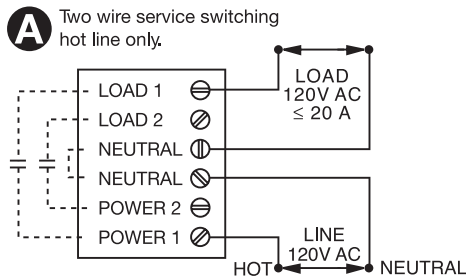 A Two wire service switching
hot line only.
LOAD 1
LOAD 2
NEUTRAL
NEUTRAL
POWER 2
POWER 1
LOAD
120V AC
≤ 20 A
LINE
120V AC
HOT
NEUTRAL